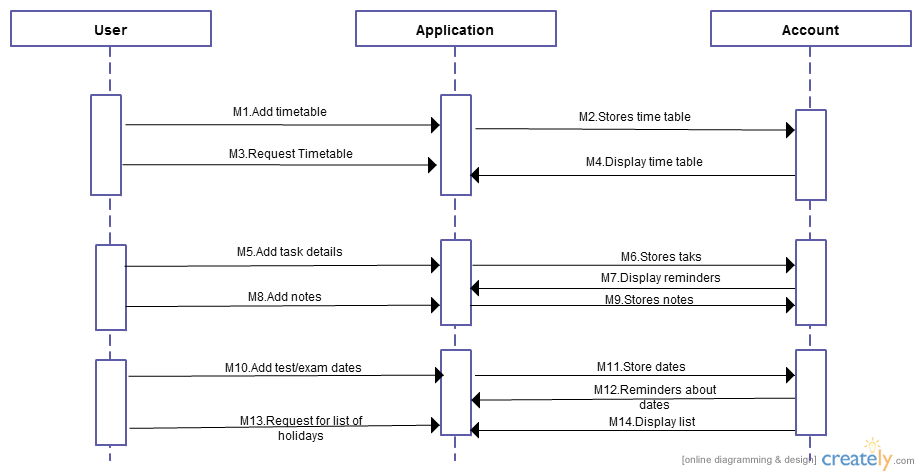 User
Application
Account
M1.Add timetable
M2.Stores time table
M3.Request Timetable
M4.Display time table
M5.Add task details
M6.Stores taks
M7.Display reminders
M8.Add notes
M9.Stores notes
M10.Add test/exam dates
M11.Store dates
M12.Reminders about
dates
M13.Request for list of
holidays
M14.Display list
[online diagramming & design] creately.com